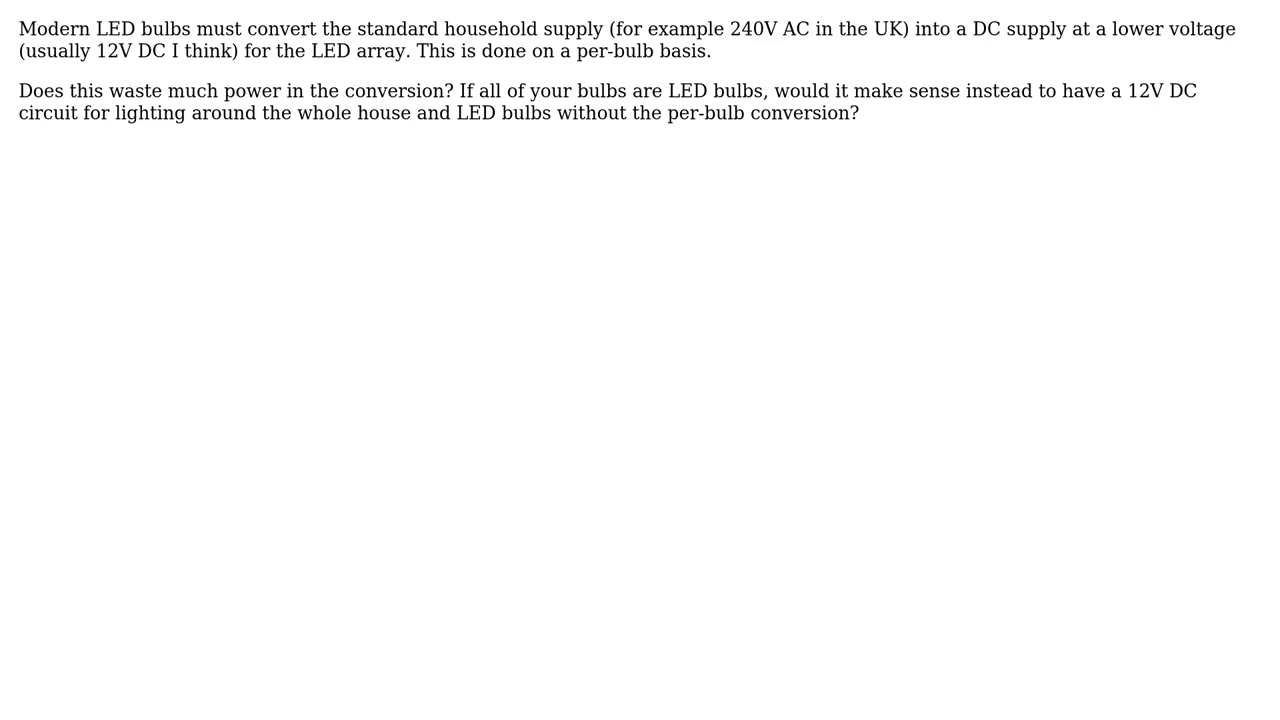 Modern LED bulbs must convert the standard household supply (for example 240V AC in the UK) into a DC supply at a lower voltage
(usually 12V DC I think) for the LED array. This is done on a per-bulb basis.
Does this waste much power in the conversion? If all of your bulbs are LED bulbs, would it make sense instead to have a 12V DC
circuit for lighting around the whole house and LED bulbs without the per-bulb conversion?